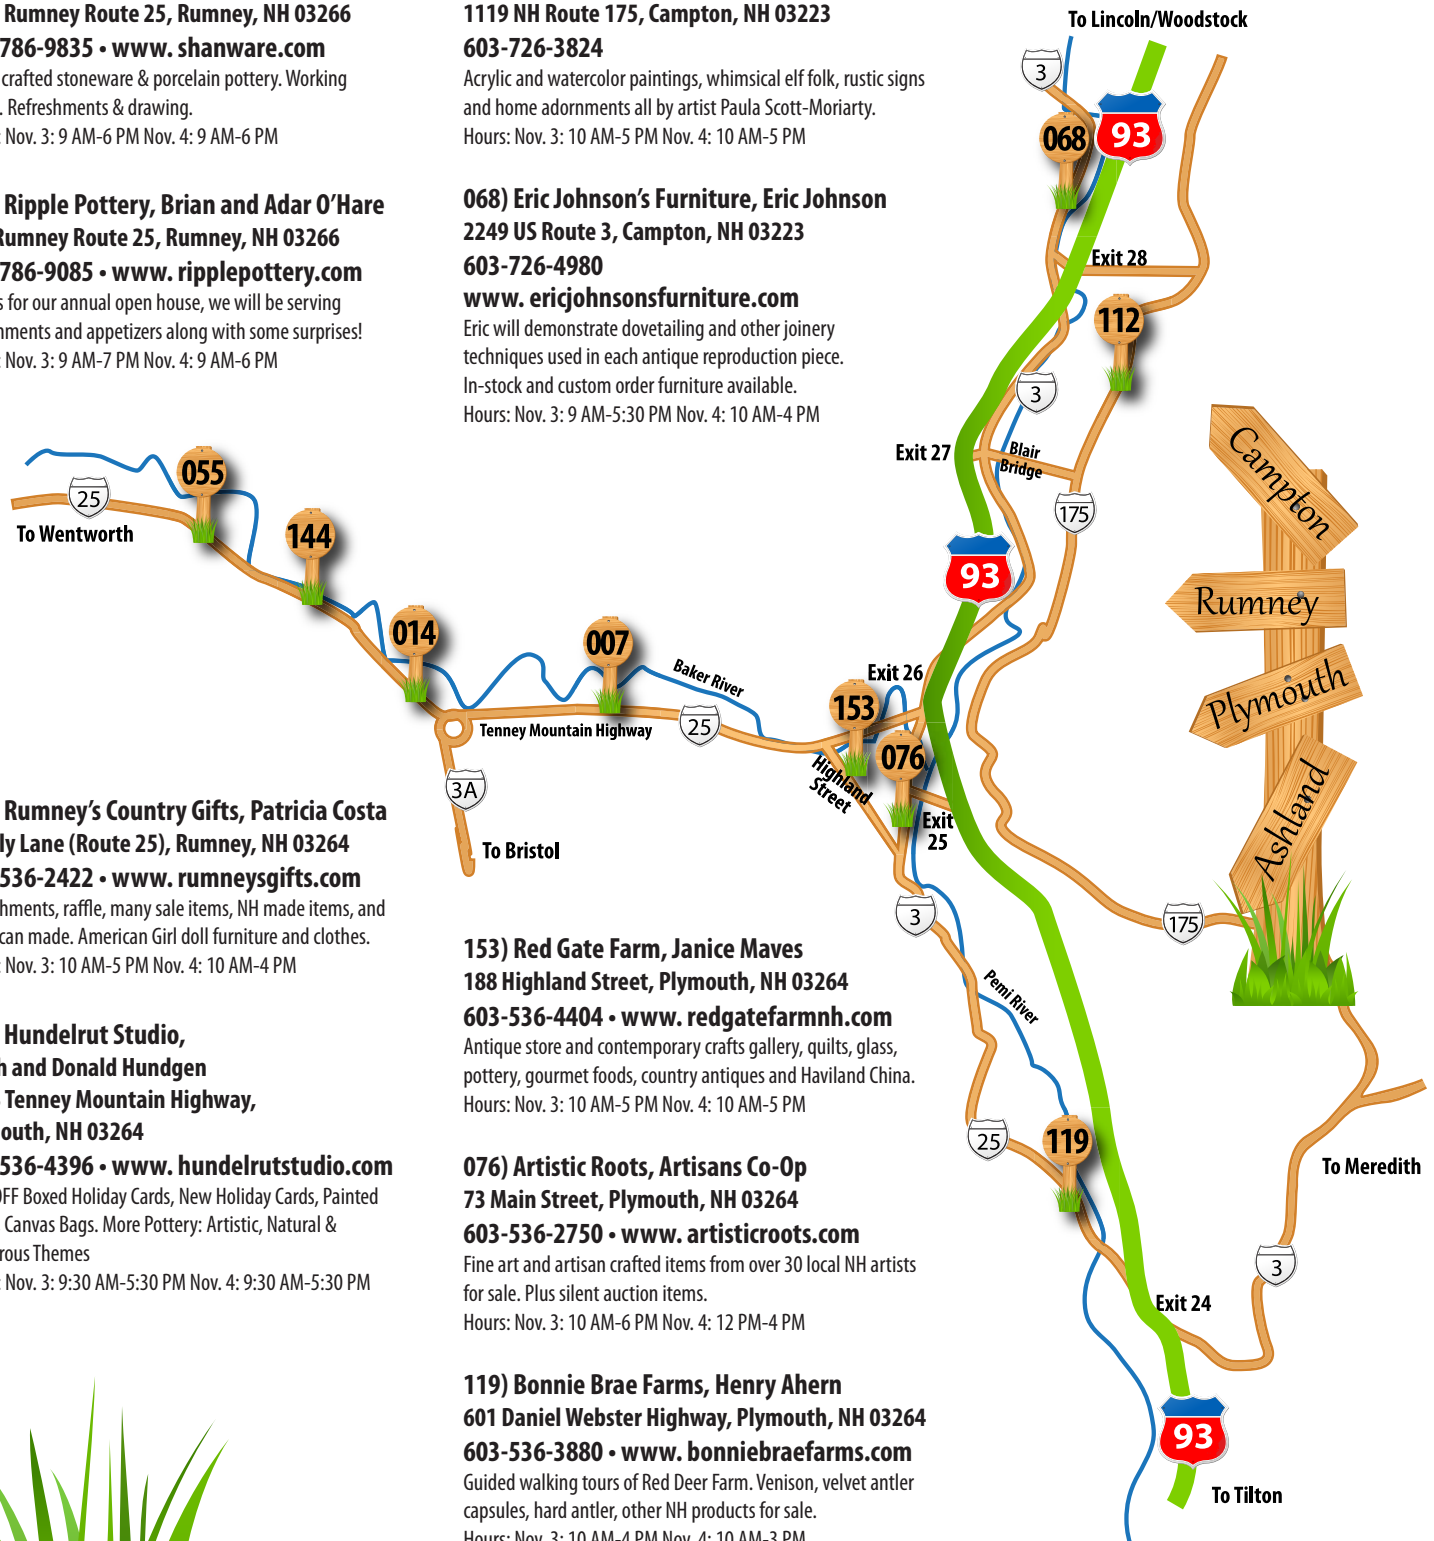 Rumney Route 25, Rumney, NH 03266
786-9835 • www. shanware.com
crafted stoneware & porcelain pottery. Working
. Refreshments & drawing.
: Nov. 3: 9 AM-6 PM Nov. 4: 9 AM-6 PM
Ripple Pottery, Brian and Adar O’Hare
Rumney Route 25, Rumney, NH 03266
786-9085 • www. ripplepottery.com
s for our annual open house, we will be serving
hments and appetizers along with some surprises!
: Nov. 3: 9 AM-7 PM Nov. 4: 9 AM-6 PM
Rumney’s Country Gifts, Patricia Costa
ly Lane (Route 25), Rumney, NH 03264
536-2422 • www. rumneysgifts.com
hments, raffle, many sale items, NH made items, and
can made. American Girl doll furniture and clothes.
: Nov. 3: 10 AM-5 PM Nov. 4: 10 AM-4 PM
Hundelrut Studio,
h and Donald Hundgen
Tenney Mountain Highway,
outh, NH 03264
536-4396 • www. hundelrutstudio.com
OFF Boxed Holiday Cards, New Holiday Cards, Painted
Canvas Bags. More Pottery: Artistic, Natural &
rous Themes
: Nov. 3: 9:30 AM-5:30 PM Nov. 4: 9:30 AM-5:30 PM
1119 NH Route 175, Campton, NH 03223
603-726-3824
Acrylic and watercolor paintings, whimsical elf folk, rustic signs
and home adornments all by artist Paula Scott-Moriarty.
Hours: Nov. 3: 10 AM-5 PM Nov. 4: 10 AM-5 PM
068) Eric Johnson’s Furniture, Eric Johnson
2249 US Route 3, Campton, NH 03223
603-726-4980
www. ericjohnsonsfurniture.com
Eric will demonstrate dovetailing and other joinery
techniques used in each antique reproduction piece.
In-stock and custom order furniture available.
Hours: Nov. 3: 9 AM-5:30 PM Nov. 4: 10 AM-4 PM
153) Red Gate Farm, Janice Maves
188 Highland Street, Plymouth, NH 03264
603-536-4404 • www. redgatefarmnh.com
Antique store and contemporary crafts gallery, quilts, glass,
pottery, gourmet foods, country antiques and Haviland China.
Hours: Nov. 3: 10 AM-5 PM Nov. 4: 10 AM-5 PM
076) Artistic Roots, Artisans Co-Op
73 Main Street, Plymouth, NH 03264
603-536-2750 • www. artisticroots.com
Fine art and artisan crafted items from over 30 local NH artists
for sale. Plus silent auction items.
Hours: Nov. 3: 10 AM-6 PM Nov. 4: 12 PM-4 PM
119) Bonnie Brae Farms, Henry Ahern
601 Daniel Webster Highway, Plymouth, NH 03264
603-536-3880 • www. bonniebraefarms.com
Guided walking tours of Red Deer Farm. Venison, velvet antler
capsules, hard antler, other NH products for sale.
Hours: Nov. 3: 10 AM-4 PM Nov. 4: 10 AM-3 PM
To Lincoln/Woodstock
3
068
93
Exit 28
112
3
Exit 27
Blair
Bridge
175
93
Campton
Rumney
Plymouth
Ashland
055
25
To Wentworth
144
014
007
Baker River
Exit 26
153
Tenney Mountain Highway
25
076
Highland
Street
3A
Exit
25
To Bristol
3
175
Pemi River
25
119
To Meredith
3
Exit 24
93
To Tilton